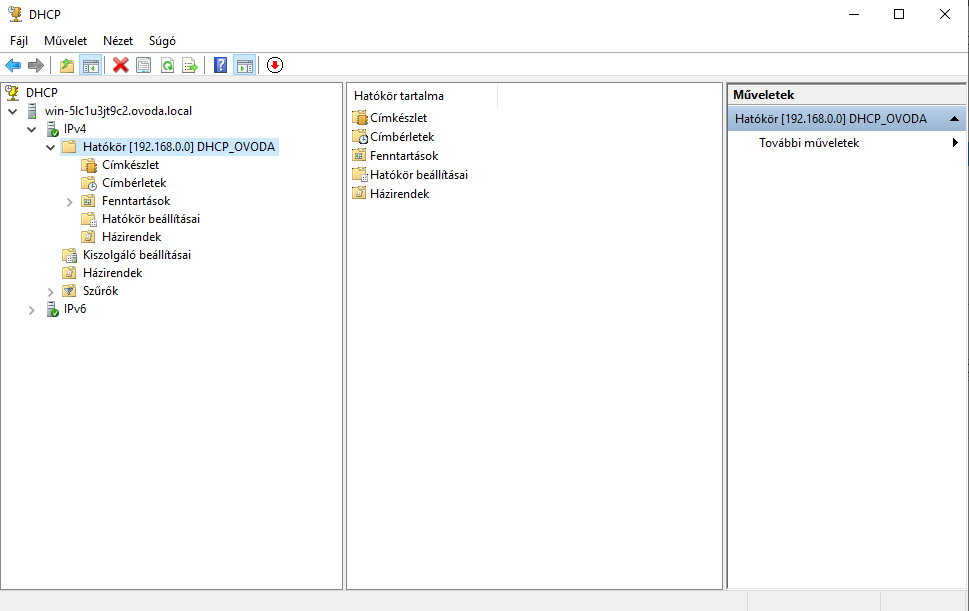 DHCP
Fájl Művelet Nézet Súgó
DHCP
win-5lc1u3jt9c2.ovoda.local
IPv4
Hatókör [192.168.0.0] DHCP_OVODA
Címkészlet
Címbérletek
Fenntartások
Hatókör beállításai
Házirendek
Kiszolgáló beállításai
Házirendek
Szűrők
IPv6
Hatókör tartalma
Címkészlet
Címbérletek
Fenntartások
Hatókör beállításai
Házirendek
Műveletek
Hatókör [192.168.0.0] DHCP_OVODA
További műveletek